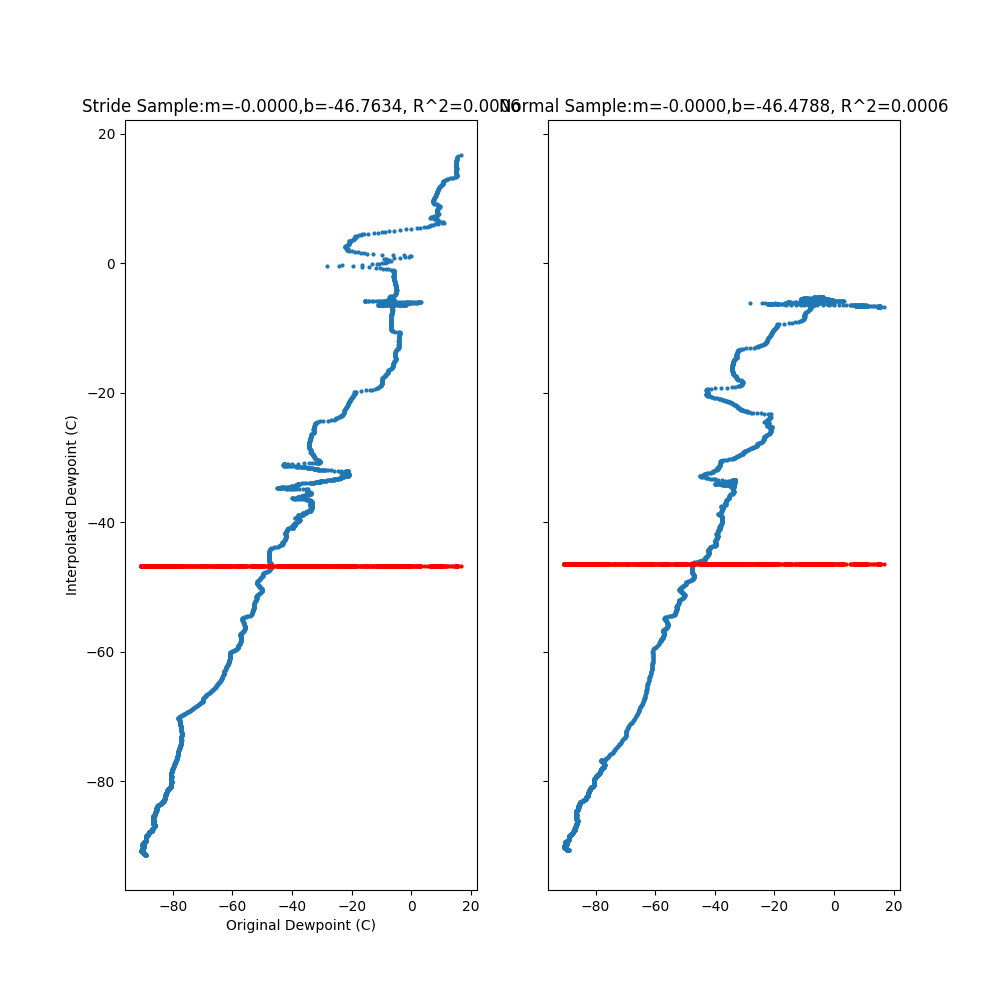 Stride Sample:m=-0.0000,b=-46.7634, R^2=0.0006
Normal Sample:m=-0.0000,b=-46.4788, R^2=0.0006
20
0
−20
−40
−60
−80
Interpolated Dewpoint (C)
−80 −60 −40 −20 0 20
Original Dewpoint (C)
−80 −60 −40 −20 0 20